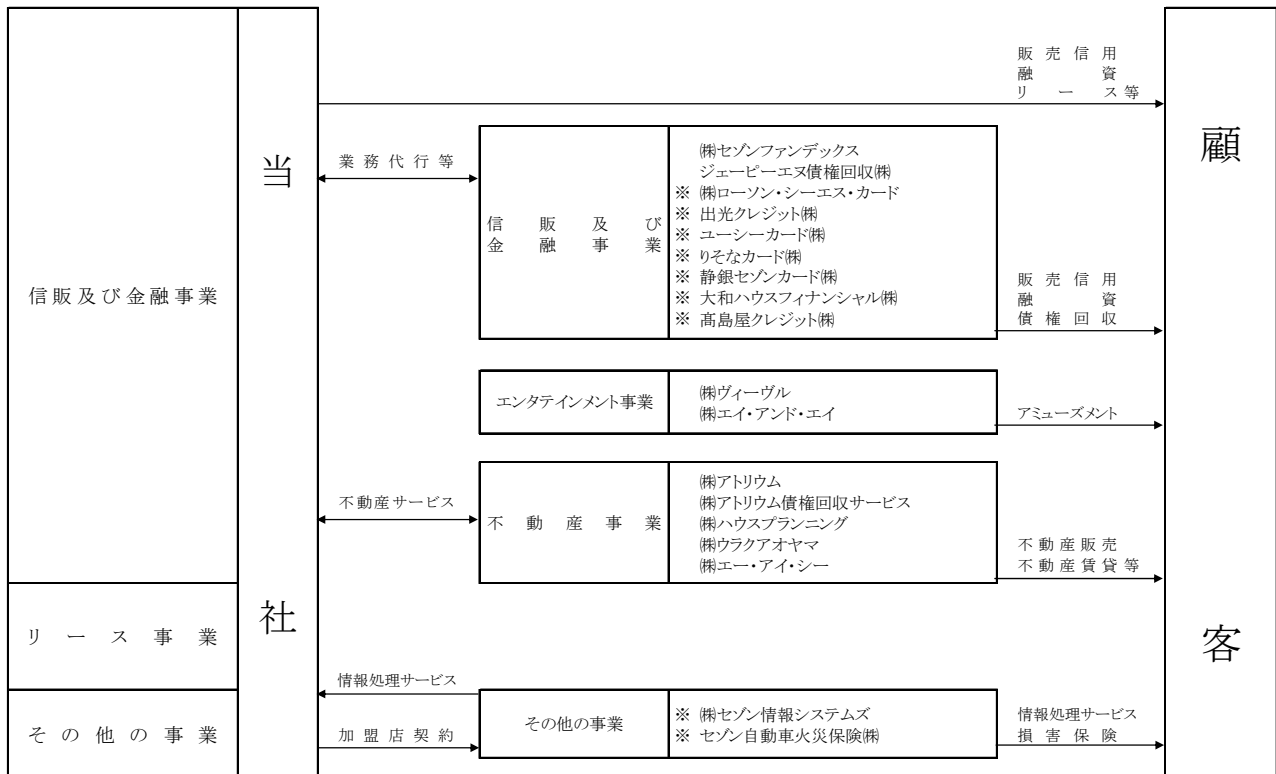 信販及び金融事業
リース事業
その他の事業
当
社
販売信用
融資
リース等
業務代行等
信販及び
金融事業
㈱セゾンファンデックス
ジェーピーエヌ債権回収㈱
※ ㈱ローソン・シーエス・カード
※ 出光クレジット㈱
※ ユーシーカード㈱
※ りそなカード㈱
※ 静銀セゾンカード㈱
※ 大和ハウスフィナンシャル㈱
※ 髙島屋クレジット㈱
販売信用
融資
債権回収
エンタテインメント事業
㈱ヴィーヴル
㈱エイ・アンド・エイ
アミューズメント
不動産サービス
不動産事業
㈱アトリウム
㈱アトリウム債権回収サービス
㈱ハウスプランニング
㈱ウラクアオヤマ
㈱エー・アイ・シー
不動産販売
不動産賃貸等
情報処理サービス
加盟店契約
その他の事業
※ ㈱セゾン情報システムズ
※ セゾン自動車火災保険㈱
情報処理サービス
損害保険
顧
客